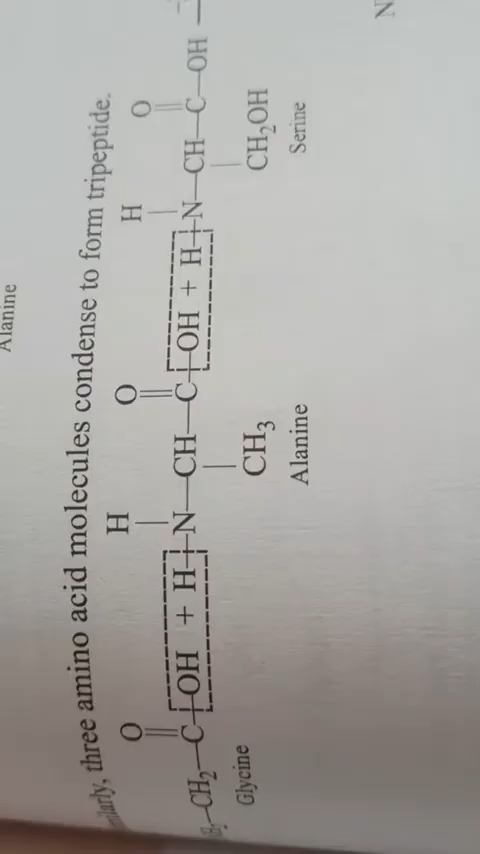 Alanine
three amino acid molecules condense to form tripeptide.
O H O H O
CH₂—C—OH + H—N—CH—C—OH + H—N—CH—C—OH
CH₃ CH₂OH
Glycine Alanine Serine
N